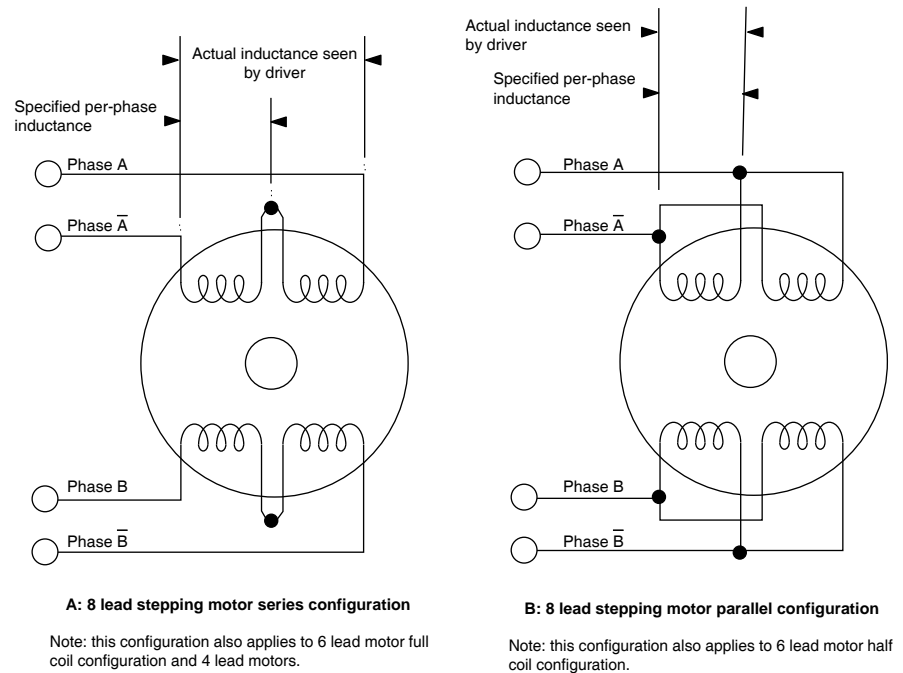 Actual inductance seen
by driver
Specified per-phase
inductance
Phase A
Phase A̅
Phase B
Phase B̅
A: 8 lead stepping motor series configuration
Note: this configuration also applies to 6 lead motor full
coil configuration and 4 lead motors.
Actual inductance seen
by driver
Specified per-phase
inductance
Phase A
Phase A̅
Phase B
Phase B̅
B: 8 lead stepping motor parallel configuration
Note: this configuration also applies to 6 lead motor half
coil configuration.